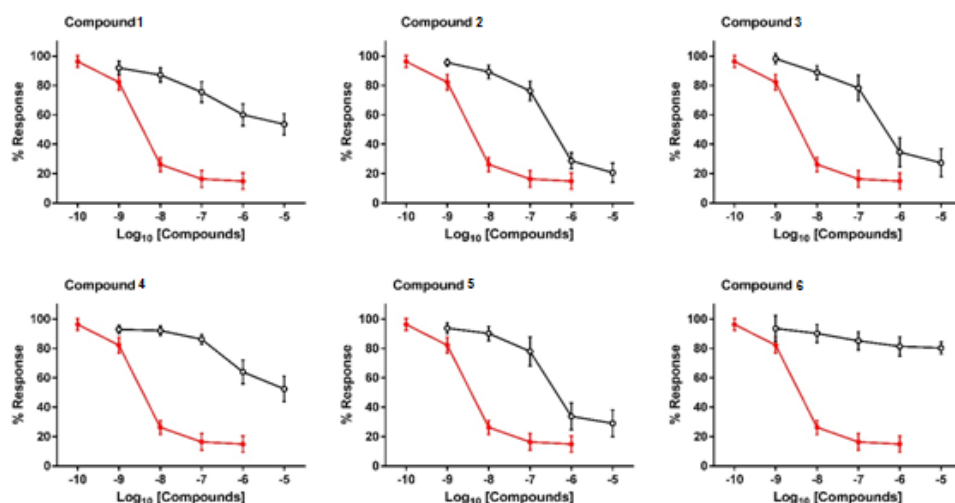 Compound 1
100
80
60
40
20
0
% Response
-10 -9 -8 -7 -6 -5
Log10 [Compounds]
Compound 2
100
80
60
40
20
0
% Response
-10 -9 -8 -7 -6 -5
Log10 [Compounds]
Compound 3
100
80
60
40
20
0
% Response
-10 -9 -8 -7 -6 -5
Log10 [Compounds]
Compound 4
100
80
60
40
20
0
% Response
-10 -9 -8 -7 -6 -5
Log10 [Compounds]
Compound 5
100
80
60
40
20
0
% Response
-10 -9 -8 -7 -6 -5
Log10 [Compounds]
Compound 6
100
80
60
40
20
0
% Response
-10 -9 -8 -7 -6 -5
Log10 [Compounds]